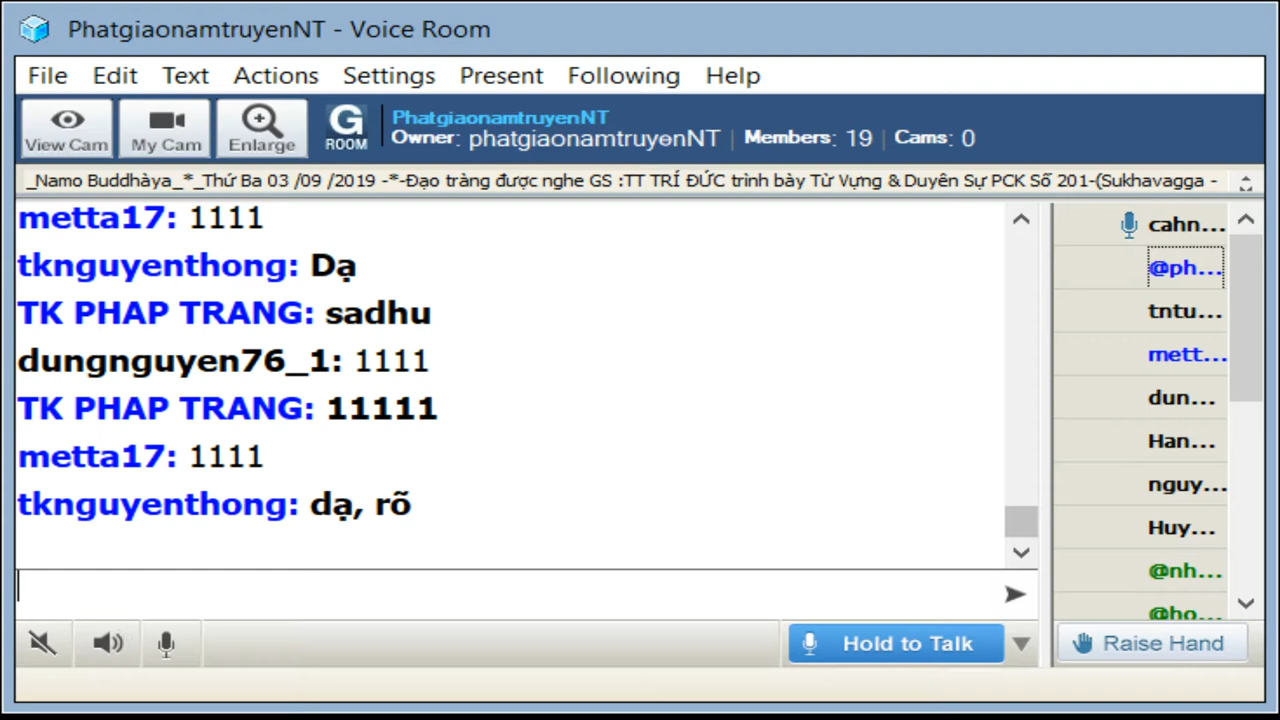 PhatgiaonamtruyenNT - Voice Room
File Edit Text Actions Settings Present Following Help
View Cam My Cam Enlarge G ROOM
PhatgiaonamtruyenNT
Owner: phatgiaonamtruyenNT | Members: 19 | Cams: 0
_Namo Buddhàya_*_Thứ Ba 03 /09 /2019 -*-Đạo tràng được nghe GS :TT TRÍ ĐỨC trình bày Từ Vựng & Duyên Sự PCK Số 201-(Sukhavagga -
metta17: 1111
tknguyenthong: Dạ
TK PHAP TRANG: sadhu
dungnguyen76_1: 1111
TK PHAP TRANG: 11111
metta17: 1111
tknguyenthong: dạ, rõ
cahn...
@ph...
tntu...
mett...
dun...
Han...
nguy...
Huy...
@nh...
@ho...
Hold to Talk
Raise Hand